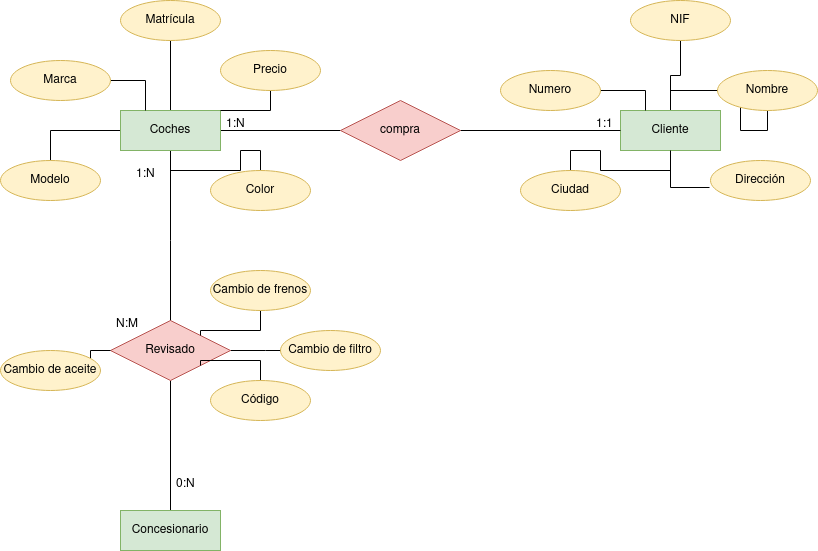 Matrícula
NIF
Marca
Precio
Numero
Nombre
Coches
1:N
compra
1:1
Cliente
1:N
Modelo
Color
Ciudad
Dirección
Cambio de frenos
N:M
Revisado
Cambio de filtro
Cambio de aceite
Código
0:N
Concesionario